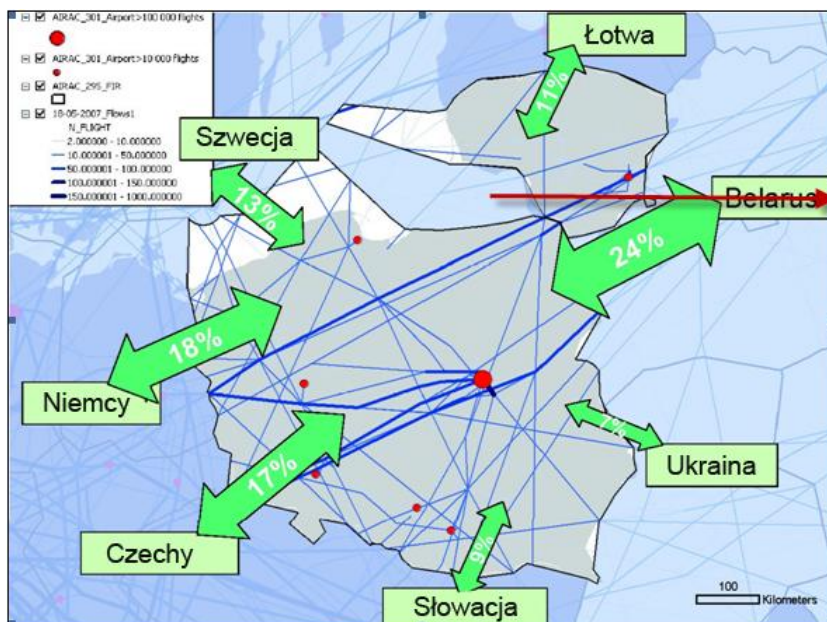 AIRAC_301_Airport>100 000 flights
AIRAC_301_Airport>10 000 flights
AIRAC_295_FIR
18-05-2007_Flows1
N_FLIGHT
2.000000 - 10.000000
10.000001 - 50.000000
50.000001 - 100.000000
100.000001 - 150.000000
150.000001 - 1000.000000
Łotwa
11%
Szwecja
13%
Belarus
24%
18%
Niemcy
7%
Ukraina
17%
Czechy
9%
Słowacja
100
Kilometers